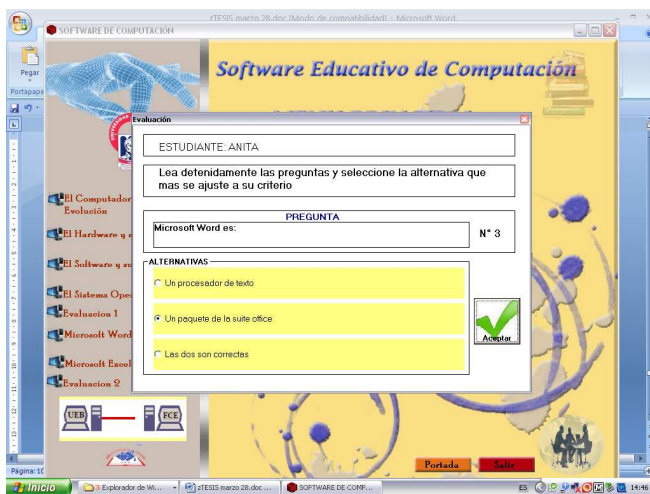 zTESIS marzo 28.doc [Modo de compatibilidad] - Microsoft Word
SOFTWARE DE COMPUTACIÓN
Pegar
Portapape
Software Educativo de Computación
Evaluación
ESTUDIANTE: ANITA
Lea detenidamente las preguntas y seleccione la alternativa que
mas se ajuste a su criterio
PREGUNTA
Microsoft Word es:
N° 3
ALTERNATIVAS
Un procesador de texto
Un paquete de la suite office
Las dos son correctas
Aceptar
El Computador
Evolución
El Hardware y
El Software y su
El Sistema Ope
Evaluacion 1
Microsoft Word
Microsoft Excel
Evaluacion 2
UEB
FCE
Portada
Salir
Página: 10
Inicio
3 Explorador de Wi...
zTESIS marzo 28.doc ...
SOFTWARE DE COMP...
ES
14:46